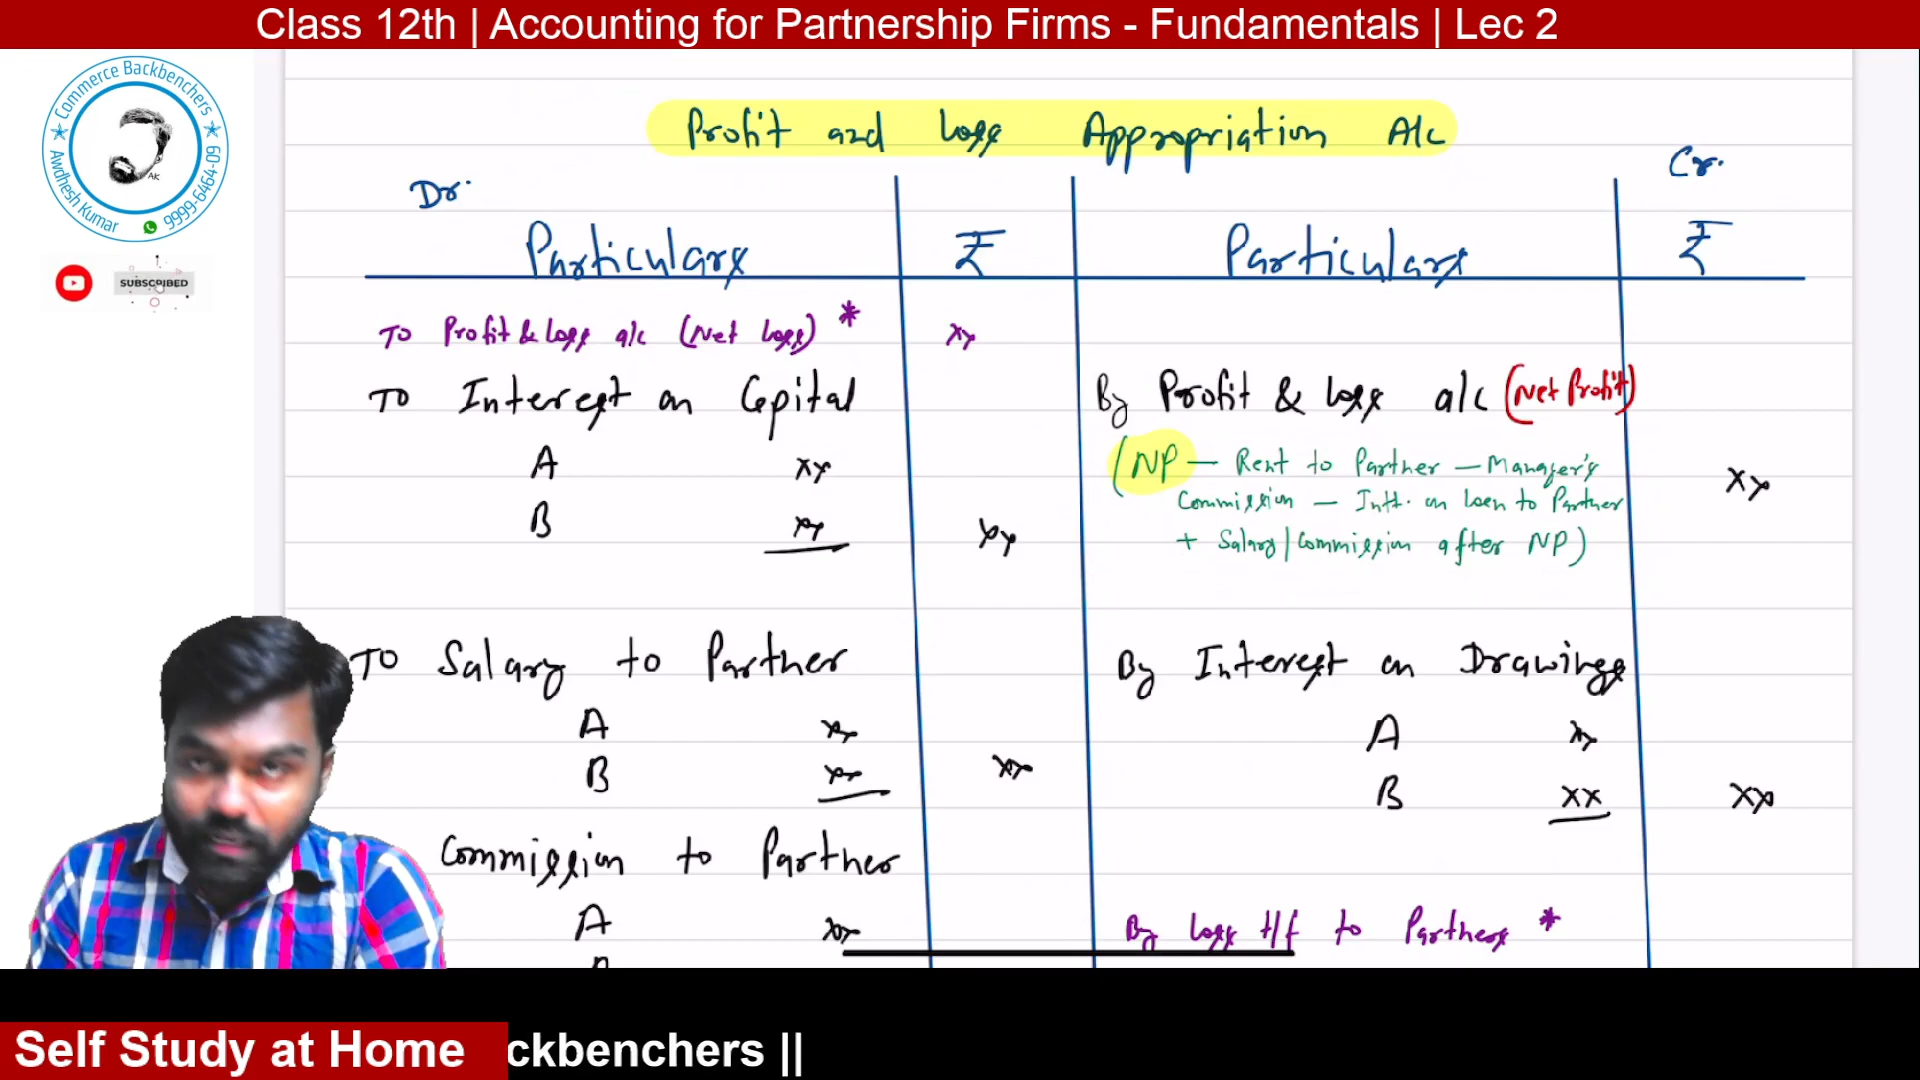 Class 12th | Accounting for Partnership Firms - Fundamentals | Lec 2
Commerce Backbenchers
Awdhesh Kumar
9999-6464-09
AK
SUBSCRIBED
Profit and Loss Appropriation A/c
Dr.
Cr.
Particulars ₹ Particulars ₹
To Profit & Loss a/c (Net Loss) * xx
To Interest on Capital
A xx
B xx xx
By Profit & Loss a/c (Net Profit)
(NP — Rent to Partner — Manager's
Commission — Intt. on Loan to Partner
+ Salary/Commission after NP)
xx
To Salary to Partner
A xx
B xx xx
By Interest on Drawings
A xx
B xx xx
Commission to Partner
A xx
By Loss t/f to Partners *
Self Study at Home
ckbenchers ||